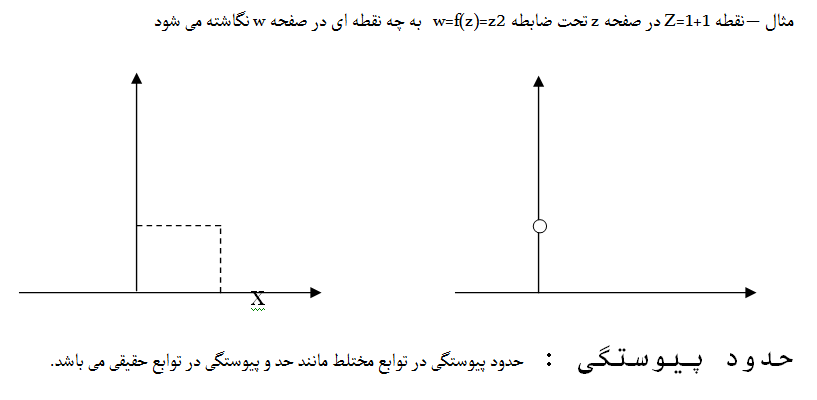 مثال –نقطه Z=1+1 در صفحه z تحت ضابطه w=f(z)=z2 به چه نقطه ای در صفحه w نگاشته می شود
X
حدود پیوستگی : حدود پیوستگی در توابع مختلط مانند حد و پیوستگی در توابع حقیقی می باشد.